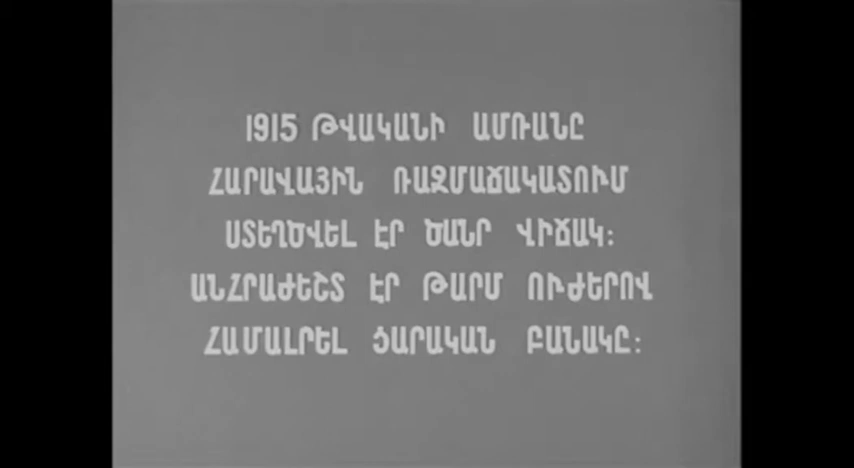 1915 ԹՎԱԿԱՆԻ ԱՄՌԱՆԸ
ՀԱՐԱՎԱՅԻՆ ՌԱԶՄԱՃԱԿԱՏՈՒՄ
ՍՏԵՂԾՎԵԼ ԷՐ ԾԱՆՐ ՎԻՃԱԿ:
ԱՆՀՐԱԺԵՇՏ ԷՐ ԹԱՐՄ ՈՒԺԵՐՈՎ
ՀԱՄԱԼՐԵԼ ՑԱՐԱԿԱՆ ԲԱՆԱԿԸ: